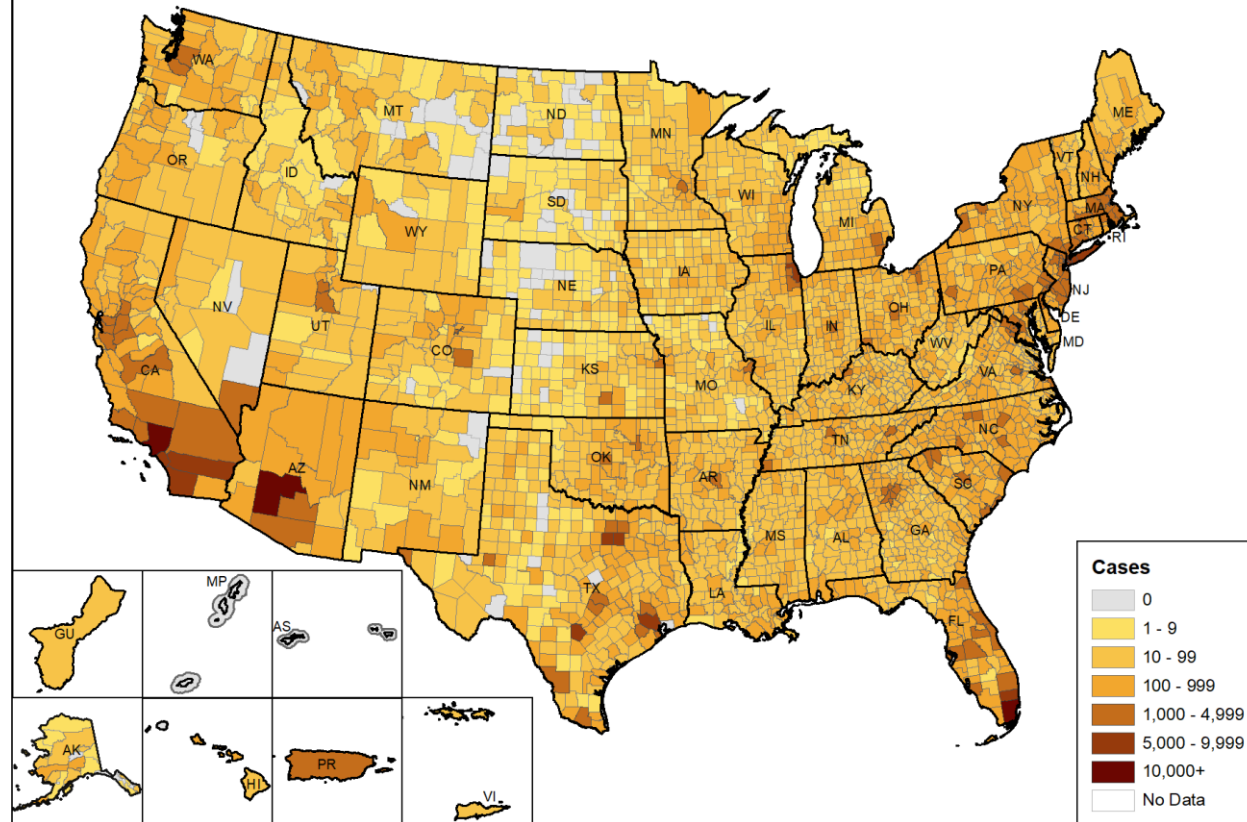 WA
MT
ND
MN
ME
OR
ID
SD
WI
VT
NH
WY
MI
NY
MA
CT
RI
IA
NE
PA
NV
NJ
UT
IL
IN
OH
DE
CO
CA
KS
MO
WV
MD
VA
KY
NC
TN
OK
AZ
NM
AR
SC
MS
AL
GA
TX
LA
FL
MP
GU
AS
AK
HI
PR
VI
Cases
0
1 - 9
10 - 99
100 - 999
1,000 - 4,999
5,000 - 9,999
10,000+
No Data